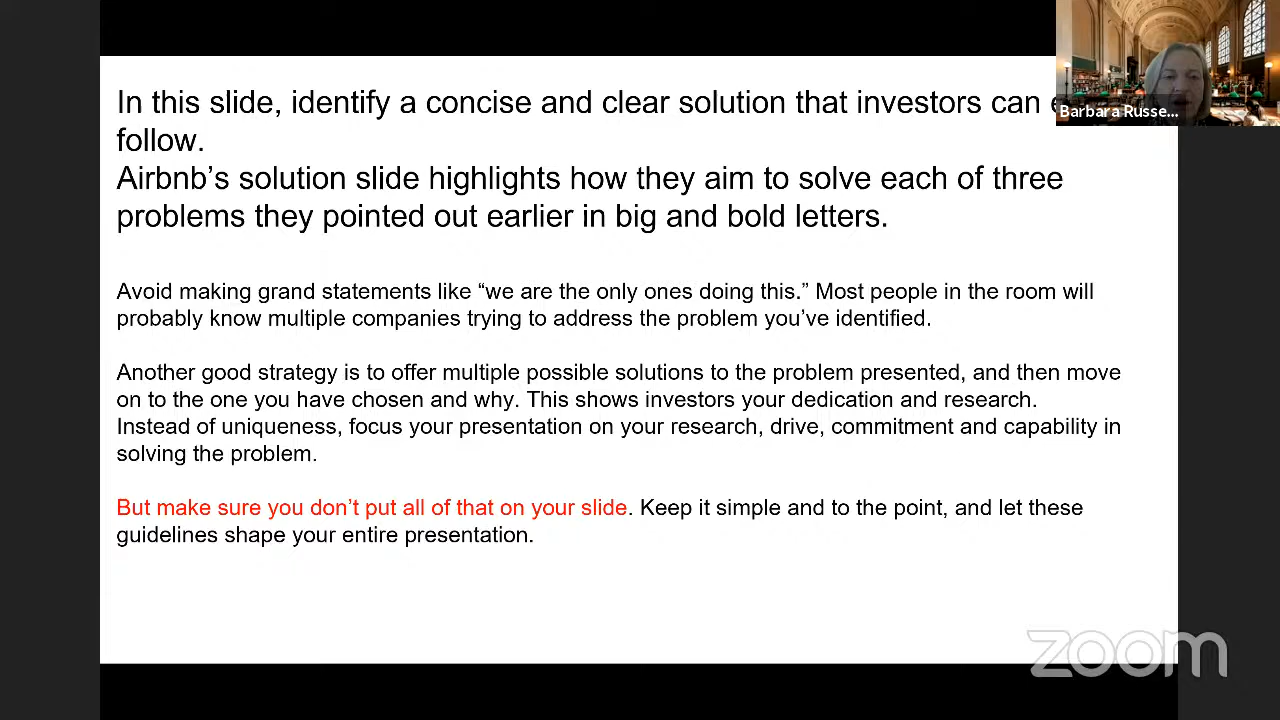 In this slide, identify a concise and clear solution that investors can
follow.
Airbnb’s solution slide highlights how they aim to solve each of three
problems they pointed out earlier in big and bold letters.
Avoid making grand statements like “we are the only ones doing this.” Most people in the room will
probably know multiple companies trying to address the problem you’ve identified.
Another good strategy is to offer multiple possible solutions to the problem presented, and then move
on to the one you have chosen and why. This shows investors your dedication and research.
Instead of uniqueness, focus your presentation on your research, drive, commitment and capability in
solving the problem.
But make sure you don’t put all of that on your slide. Keep it simple and to the point, and let these
guidelines shape your entire presentation.
Barbara Russe...
zoom